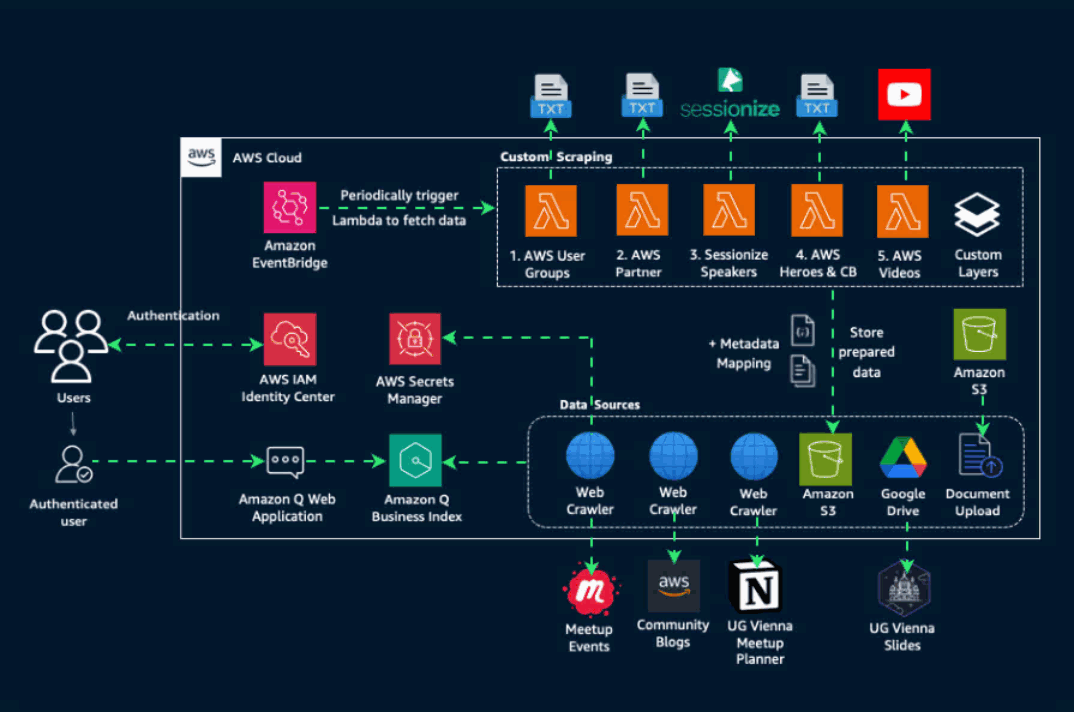 TXT
TXT
sessionize
TXT
aws
AWS Cloud
Custom Scraping
Periodically trigger
Lambda to fetch data
Amazon
EventBridge
1. AWS User
Groups
2. AWS
Partner
3. Sessionize
Speakers
4. AWS
Heroes & CB
5. AWS
Videos
Custom
Layers
Authentication
Users
AWS IAM
Identity Center
AWS Secrets
Manager
+ Metadata
Mapping
Store
prepared
data
Amazon
S3
Data Sources
Authenticated
user
Amazon Q Web
Application
Amazon Q
Business Index
Web
Crawler
Web
Crawler
Web
Crawler
Amazon
S3
Google
Drive
Document
Upload
m
Meetup
Events
aws
Community
Blogs
N
UG Vienna
Meetup
Planner
UG Vienna
Slides